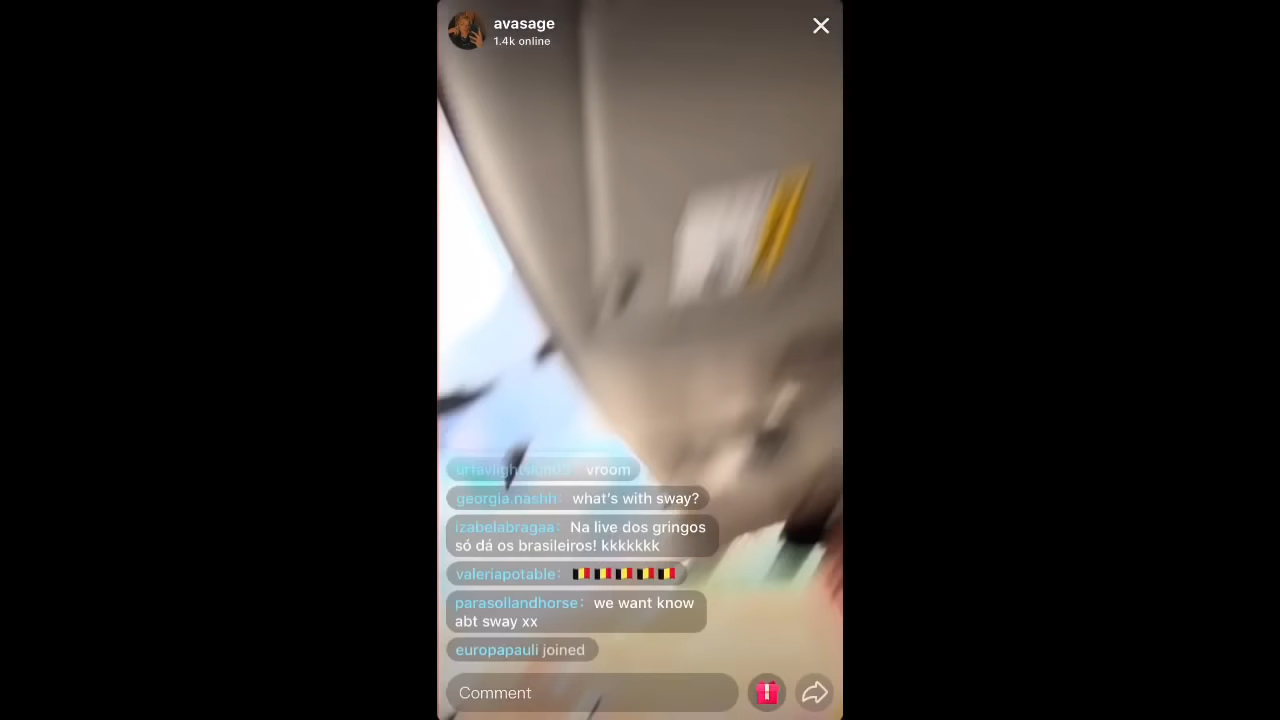 avasage
1.4k online
vroom
georgia.nashh: what's with sway?
izabelabragaa: Na live dos gringos
só dá os brasileiros! kkkkkkk
valeriapotable: 🇧🇪🇧🇪🇧🇪🇧🇪🇧🇪
parasollandhorse: we want know
abt sway xx
europapauli joined
Comment